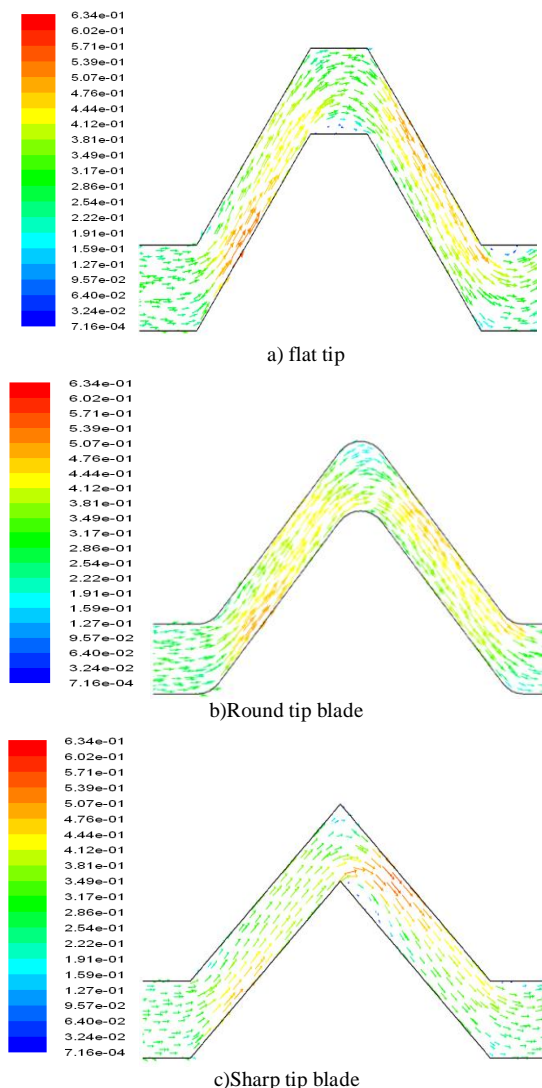 6.34e-01
6.02e-01
5.71e-01
5.39e-01
5.07e-01
4.76e-01
4.44e-01
4.12e-01
3.81e-01
3.49e-01
3.17e-01
2.86e-01
2.54e-01
2.22e-01
1.91e-01
1.59e-01
1.27e-01
9.57e-02
6.40e-02
3.24e-02
7.16e-04
a) flat tip
6.34e-01
6.02e-01
5.71e-01
5.39e-01
5.07e-01
4.76e-01
4.44e-01
4.12e-01
3.81e-01
3.49e-01
3.17e-01
2.86e-01
2.54e-01
2.22e-01
1.91e-01
1.59e-01
1.27e-01
9.57e-02
6.40e-02
3.24e-02
7.16e-04
b)Round tip blade
6.34e-01
6.02e-01
5.71e-01
5.39e-01
5.07e-01
4.76e-01
4.44e-01
4.12e-01
3.81e-01
3.49e-01
3.17e-01
2.86e-01
2.54e-01
2.22e-01
1.91e-01
1.59e-01
1.27e-01
9.57e-02
6.40e-02
3.24e-02
7.16e-04
c)Sharp tip blade